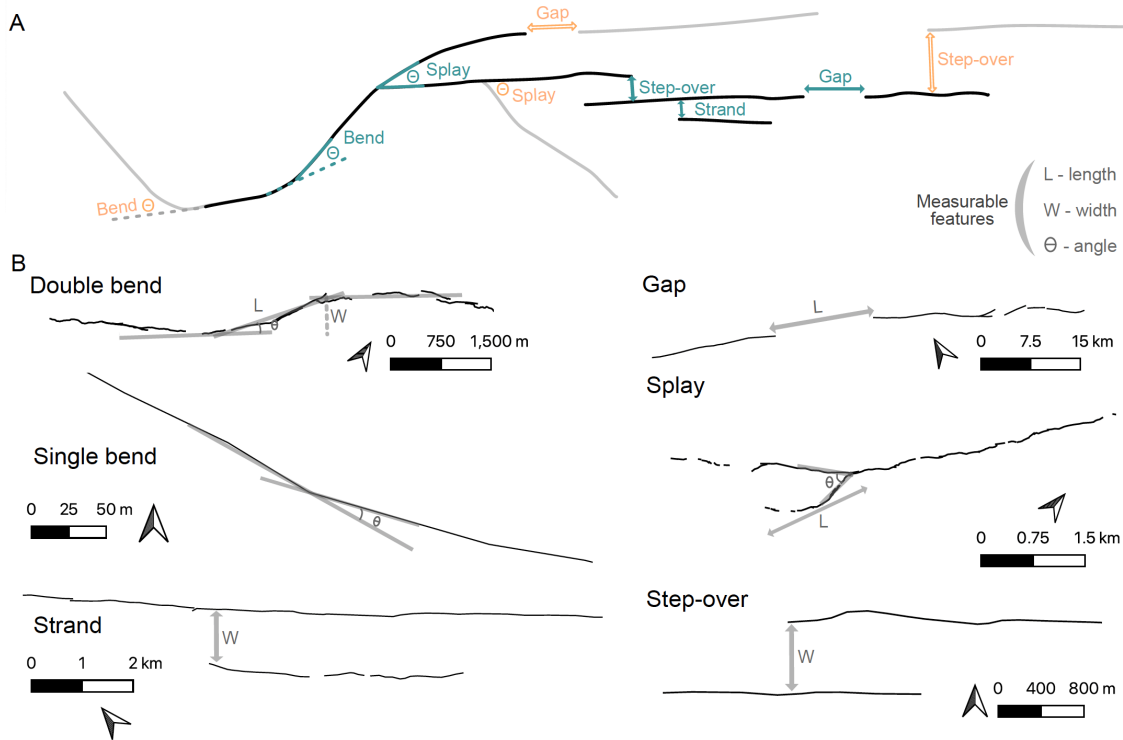 A
Gap
Splay
Splay
Step-over
Strand
Gap
Step-over
Bend
Bend Θ
Θ
Θ
Θ
Measurable
features
L - length
W - width
Θ - angle
B
Double bend
L
θ
W
0 750 1,500 m
Gap
L
0 7.5 15 km
Single bend
θ
0 25 50 m
Splay
θ
L
0 0.75 1.5 km
Strand
W
0 1 2 km
Step-over
W
0 400 800 m